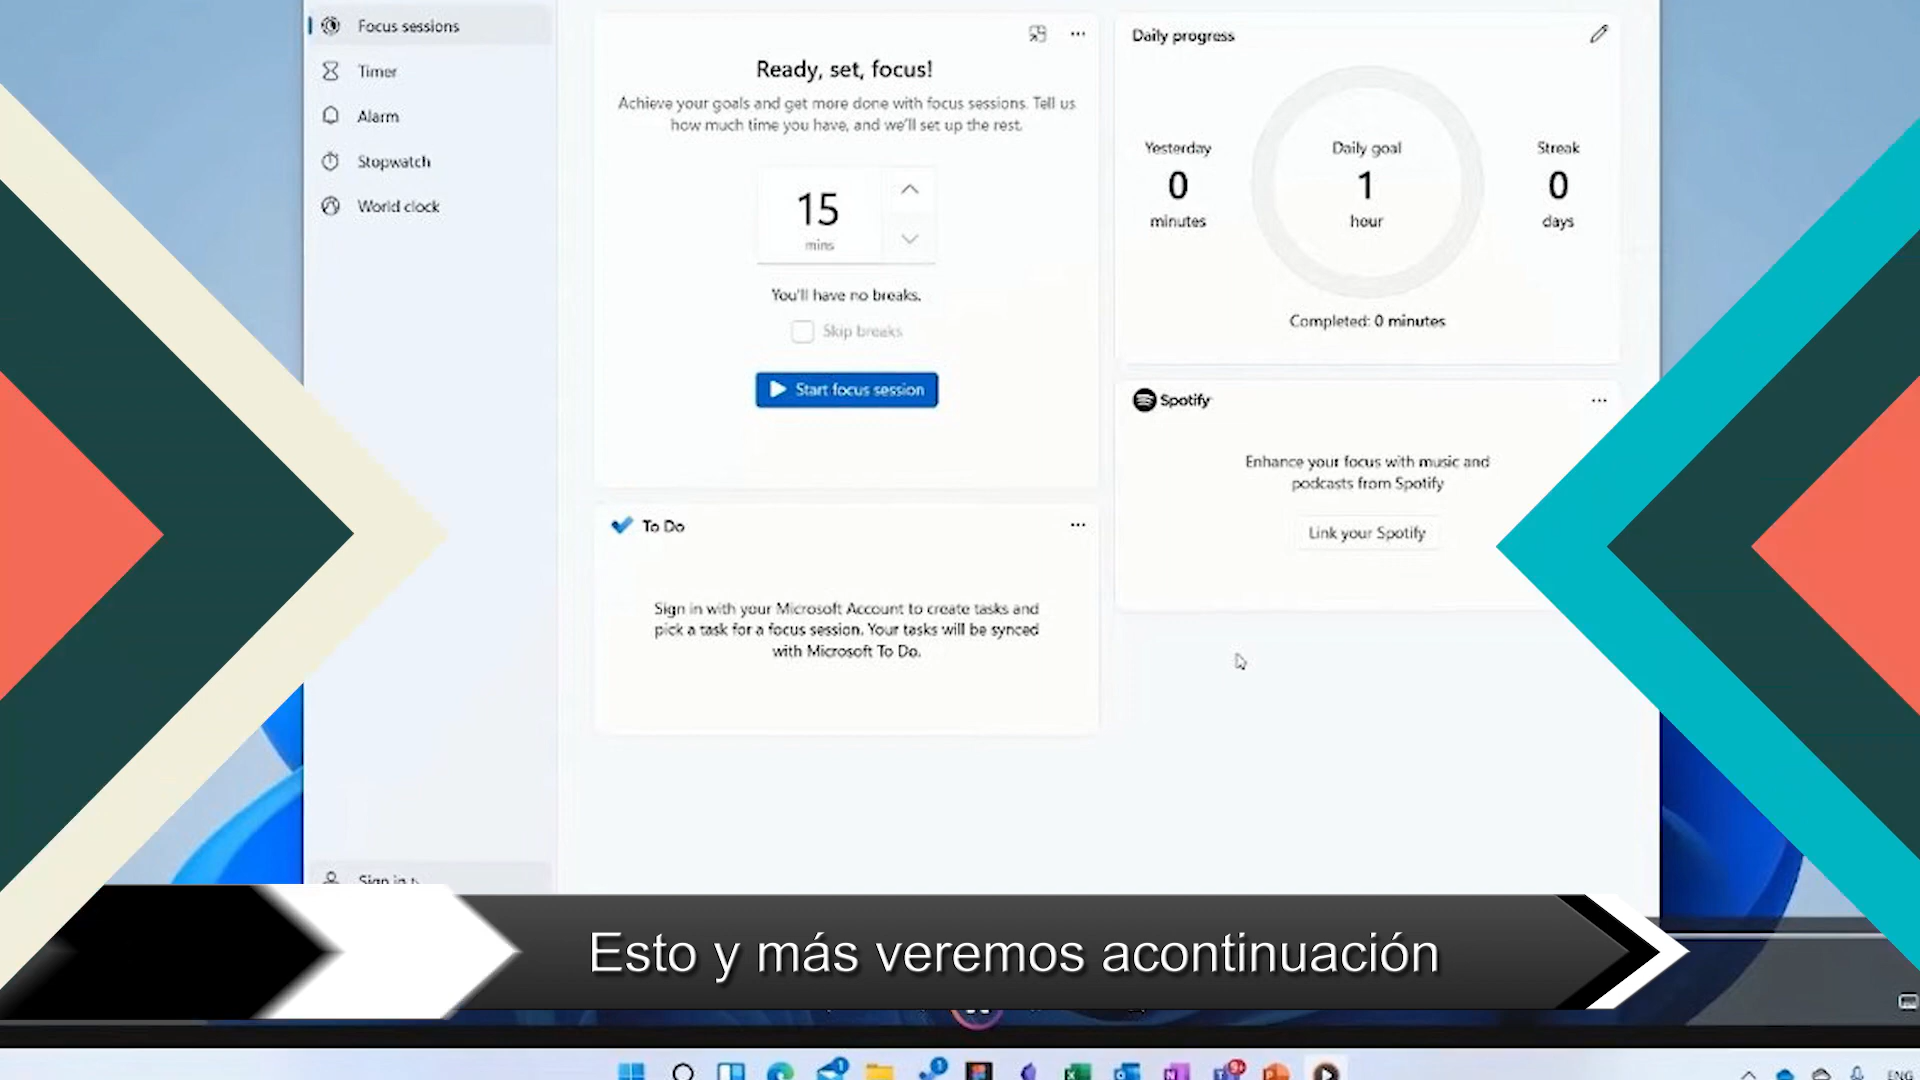 Focus sessions
Timer
Alarm
Stopwatch
World clock
Ready, set, focus!
Achieve your goals and get more done with focus sessions. Tell us
how much time you have, and we'll set up the rest.
15
mins
You'll have no breaks.
Skip breaks
Start focus session
To Do
Sign in with your Microsoft Account to create tasks and
pick a task for a focus session. Your tasks will be synced
with Microsoft To Do.
Daily progress
Yesterday
0
minutes
Daily goal
1
hour
Streak
0
days
Completed: 0 minutes
Spotify
Enhance your focus with music and
podcasts from Spotify
Link your Spotify
Sign in
Esto y más veremos acontinuación
ENG